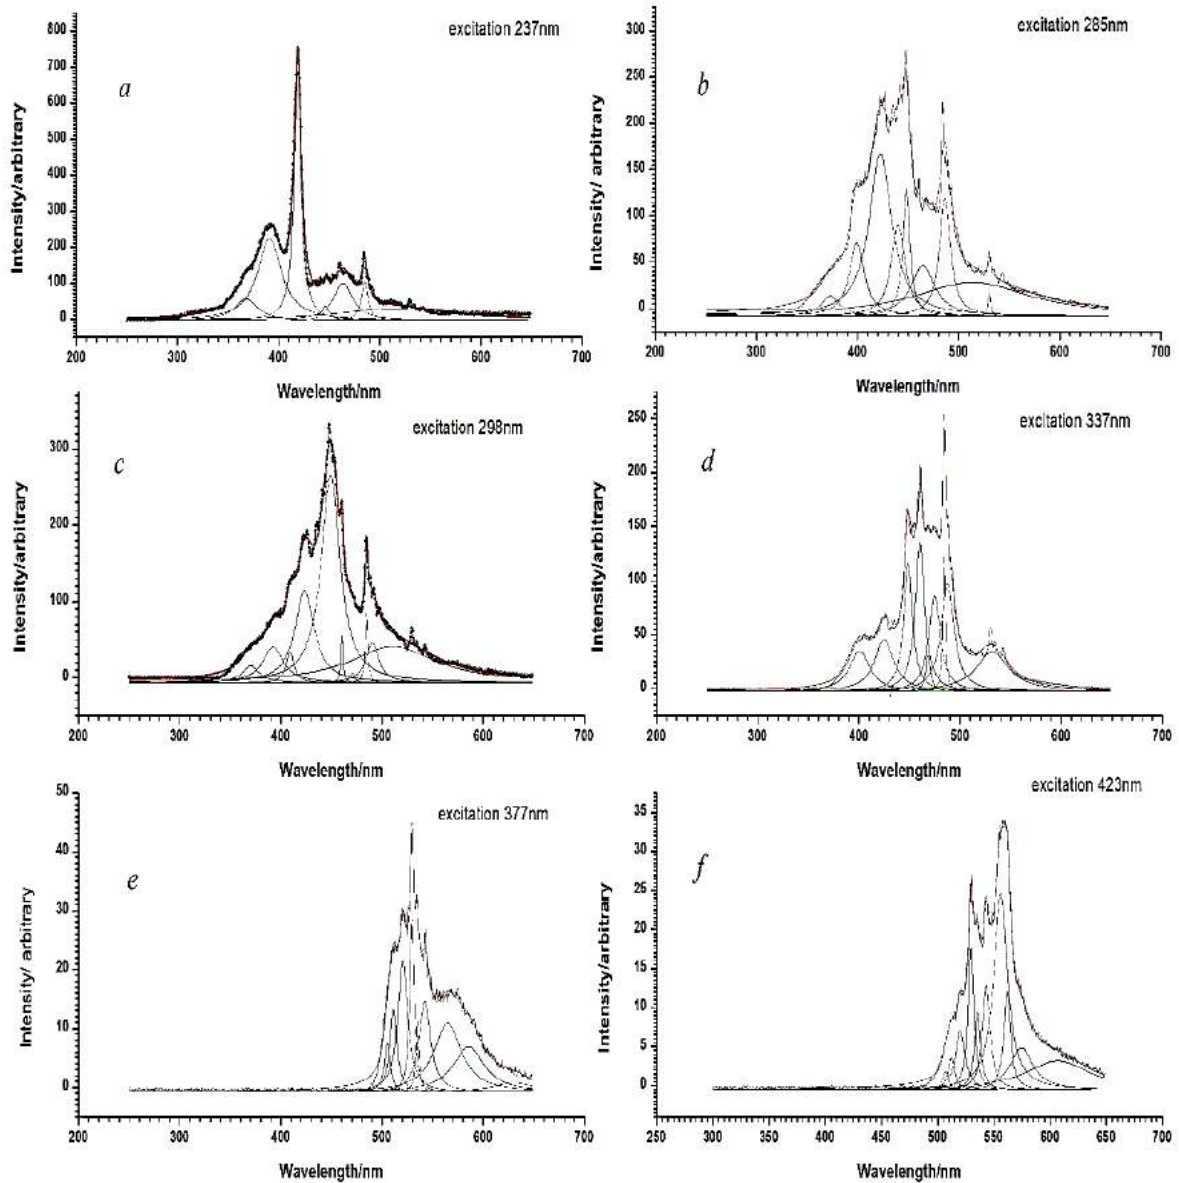 excitation 237nm
a
Intensity/arbitrary
800
700
600
500
400
300
200
100
0
200 300 400 500 600 700
Wavelength/nm
excitation 285nm
b
Intensity/ arbitrary
300
250
200
150
100
50
0
200 300 400 500 600 700
Wavelength/nm
excitation 298nm
c
Intensity/arbitrary
300
200
100
0
200 300 400 500 600 700
Wavelength/nm
excitation 337nm
d
Intensity/arbitrary
250
200
150
100
50
0
200 300 400 500 600 700
Wavelength/nm
excitation 377nm
e
Intensity/ arbitrary
50
40
30
20
10
0
200 300 400 500 600 700
Wavelength/nm
excitation 423nm
f
Intensity/arbitrary
35
30
25
20
15
10
5
0
250 300 350 400 450 500 550 600 650 700
Wavelength/nm